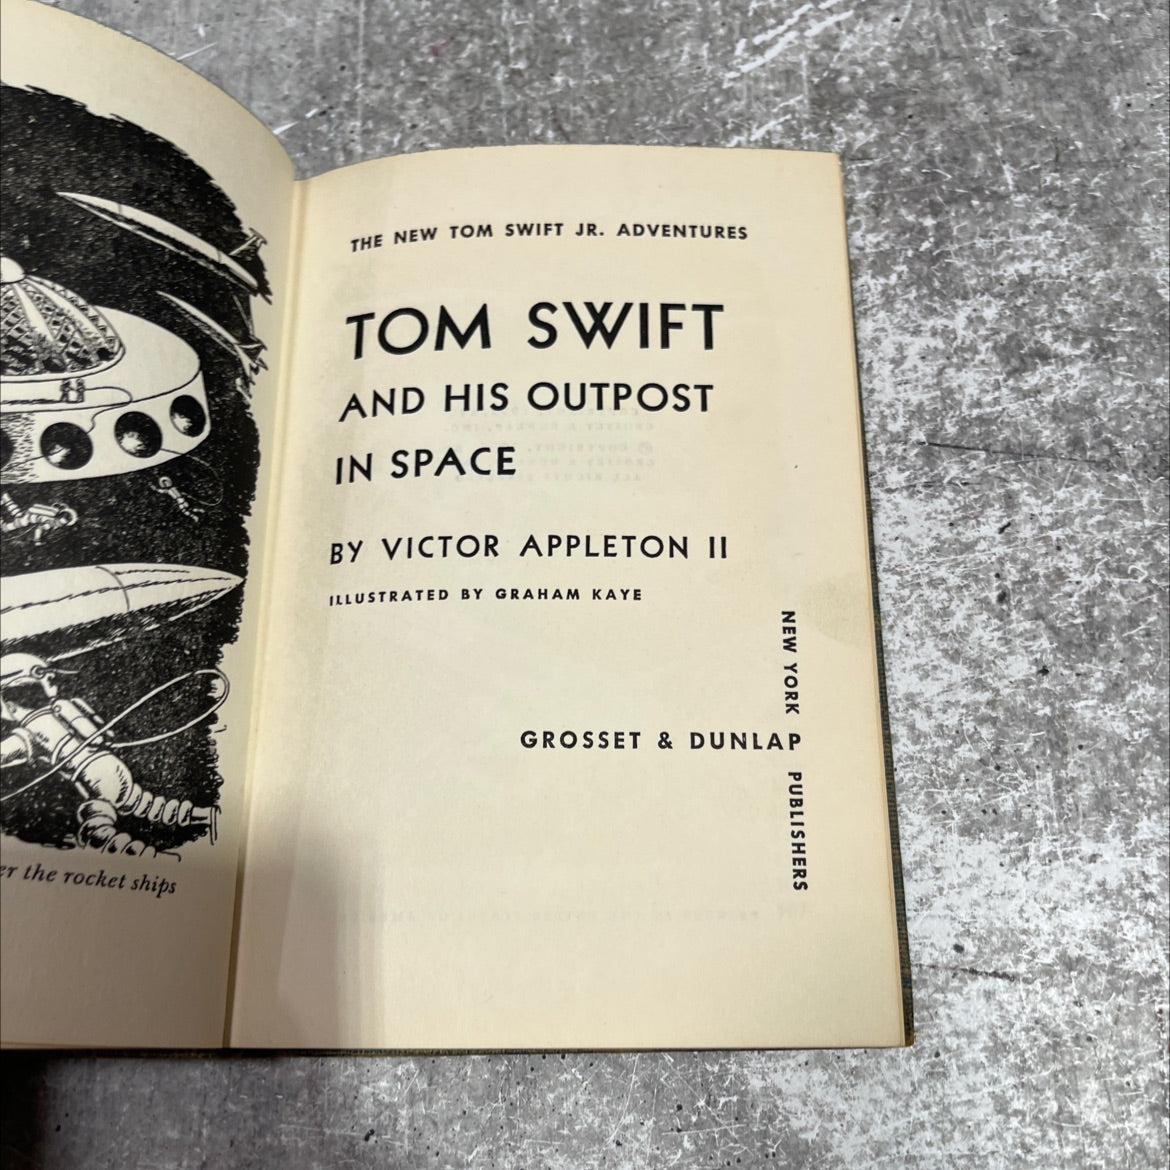 er the rocket ships
THE NEW TOM SWIFT JR. ADVENTURES
TOM SWIFT
AND HIS OUTPOST
IN SPACE
BY VICTOR APPLETON II
ILLUSTRATED BY GRAHAM KAYE
GROSSET & DUNLAP
NEW YORK
PUBLISHERS